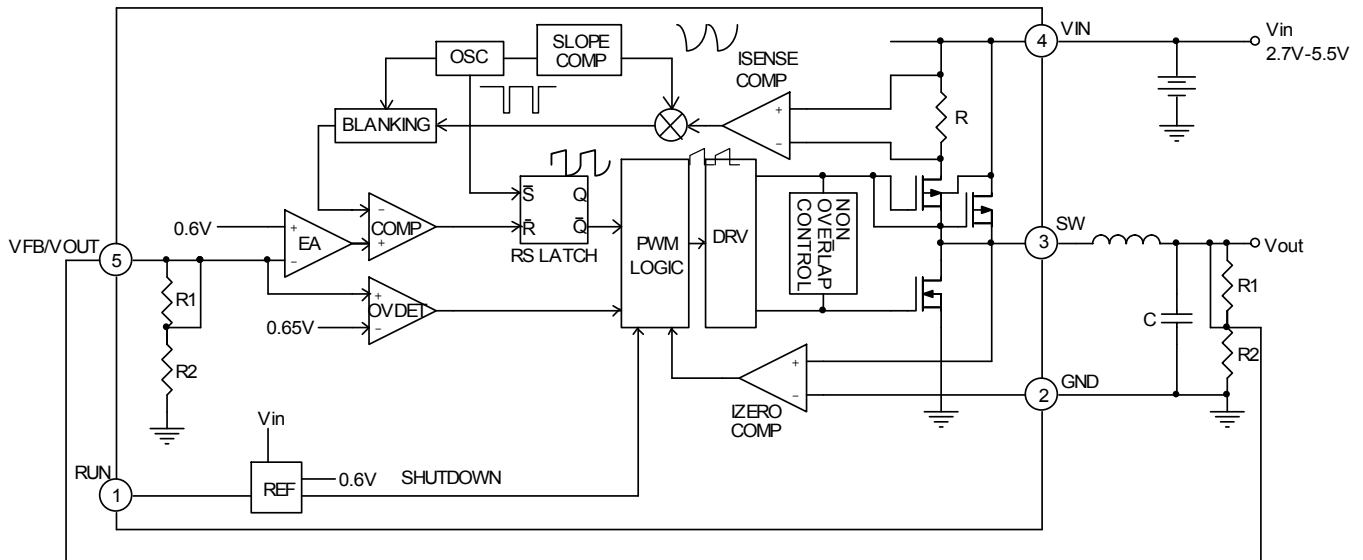 OSC
SLOPE
COMP
ISENSE
COMP
VIN
4
Vin
2.7V-5.5V
BLANKING
+
−
R
S̅
Q
R̅
Q̅
RS LATCH
PWM
LOGIC
DRV
NON
OVERLAP
CONTROL
SW
3
Vout
0.6V
+
EA
−
−
COMP
+
VFB/VOUT
5
R1
R2
+
OVDET
−
0.65V
R1
C
R2
+
−
IZERO
COMP
GND
2
Vin
RUN
1
REF
0.6V
SHUTDOWN